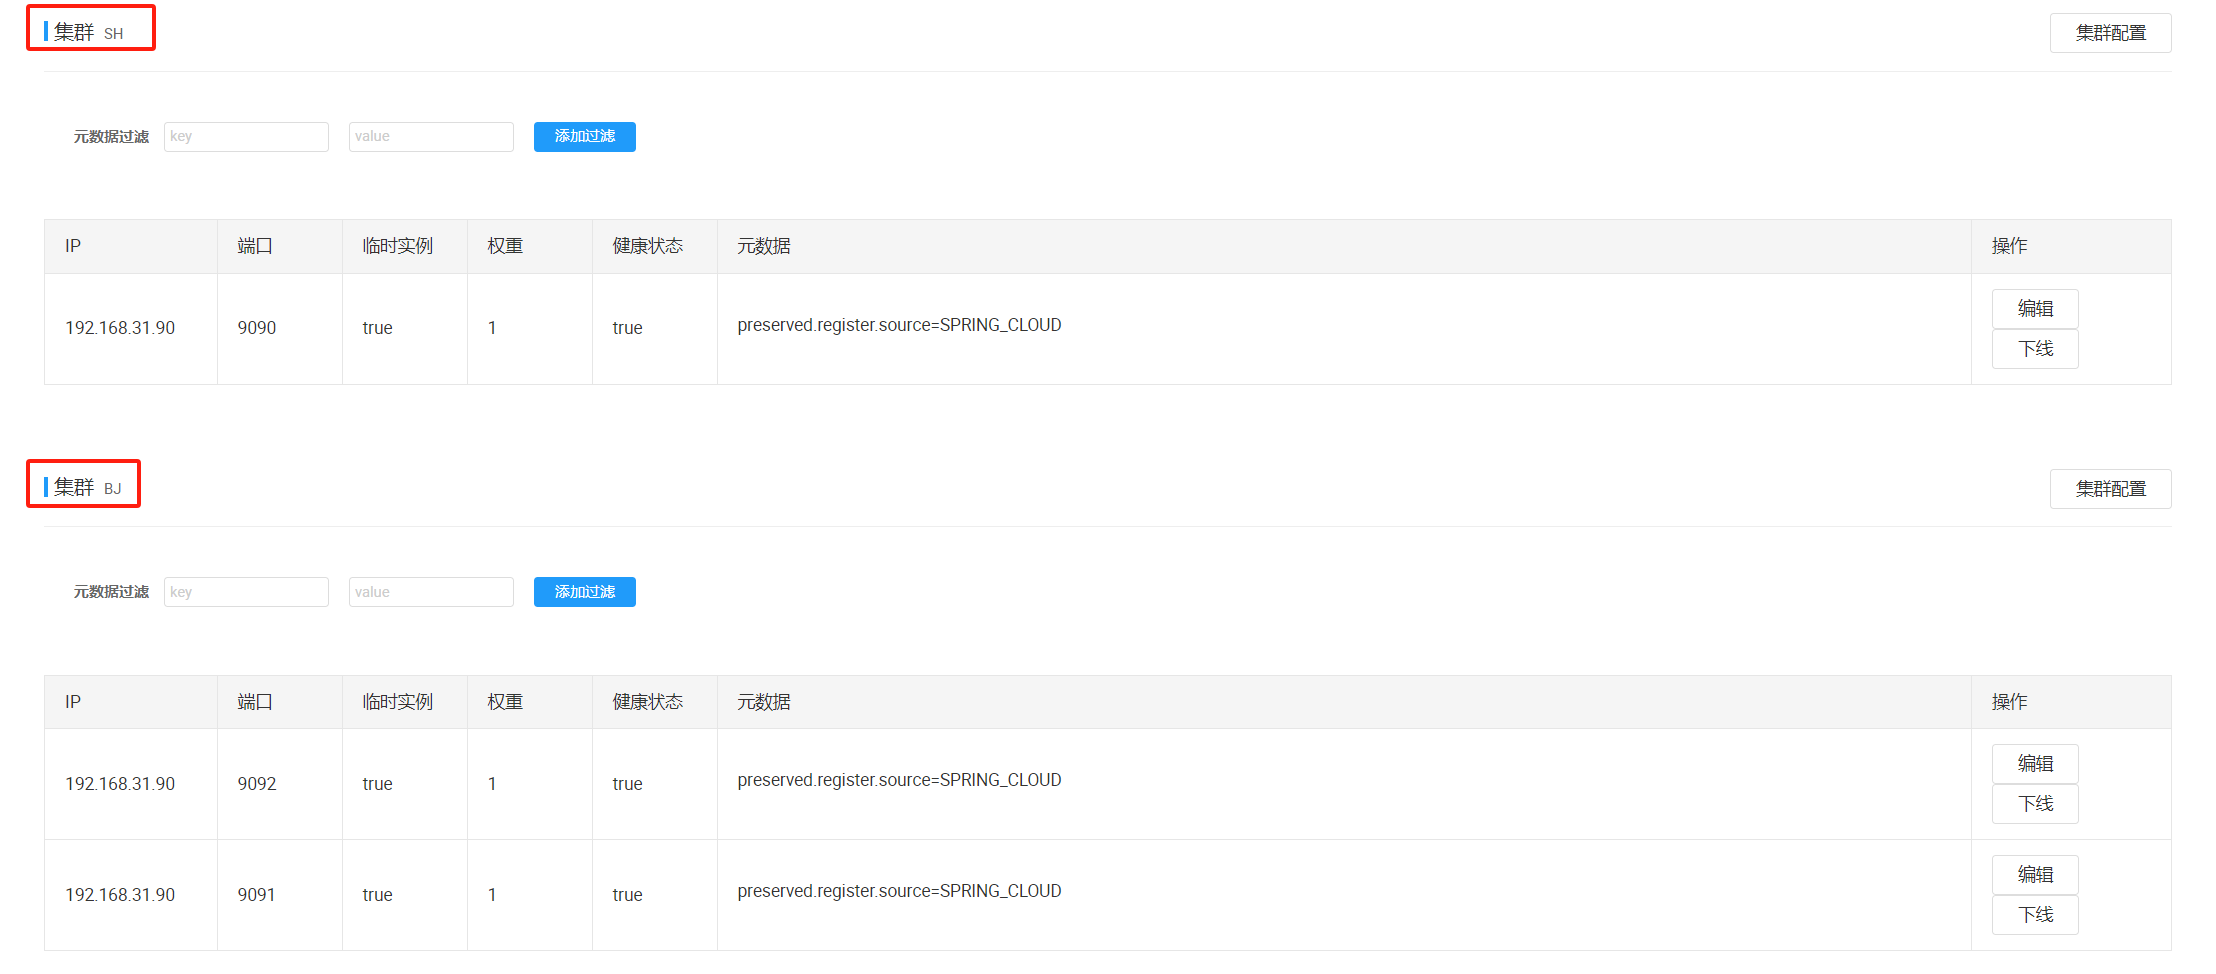 集群 SH 集群配置
元数据过滤 key value 添加过滤
IP 端口 临时实例 权重 健康状态 元数据 操作
192.168.31.90 9090 true 1 true preserved.register.source=SPRING_CLOUD 编辑
下线
集群 BJ 集群配置
元数据过滤 key value 添加过滤
IP 端口 临时实例 权重 健康状态 元数据 操作
192.168.31.90 9092 true 1 true preserved.register.source=SPRING_CLOUD 编辑
下线
192.168.31.90 9091 true 1 true preserved.register.source=SPRING_CLOUD 编辑
下线